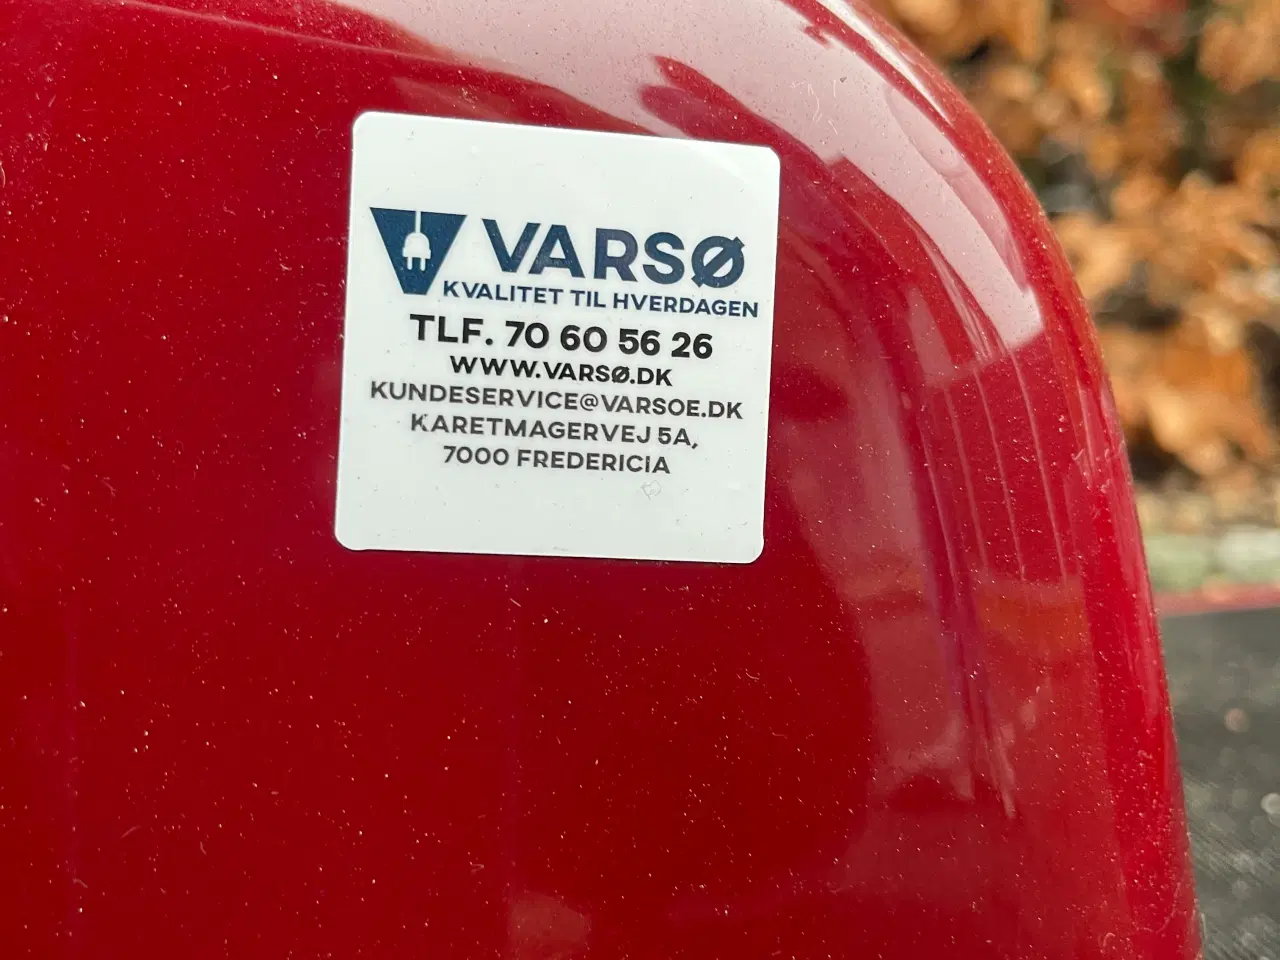 VARSØ
KVALITET TIL HVERDAGEN
TLF. 70 60 56 26
WWW.VARSØ.DK
KUNDESERVICE@VARSOE.DK
KARETMAGERVEJ 5A,
7000 FREDERICIA